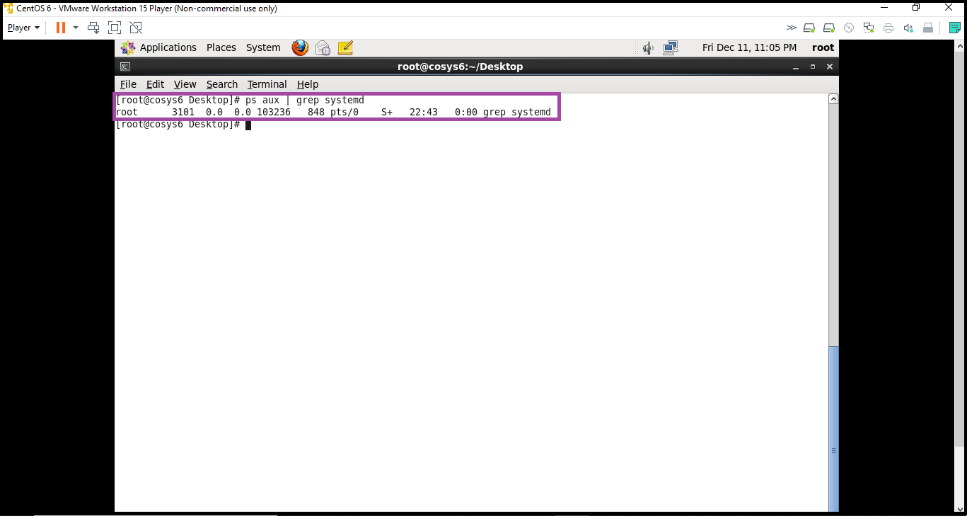 CentOS 6 - VMware Workstation 15 Player (Non-commercial use only)
Player
Applications Places System Fri Dec 11, 11:05 PM root
root@cosys6:~/Desktop
File Edit View Search Terminal Help
[root@cosys6 Desktop]# ps aux | grep systemd
root 3101 0.0 0.0 103236 848 pts/0 S+ 22:43 0:00 grep systemd
[root@cosys6 Desktop]#